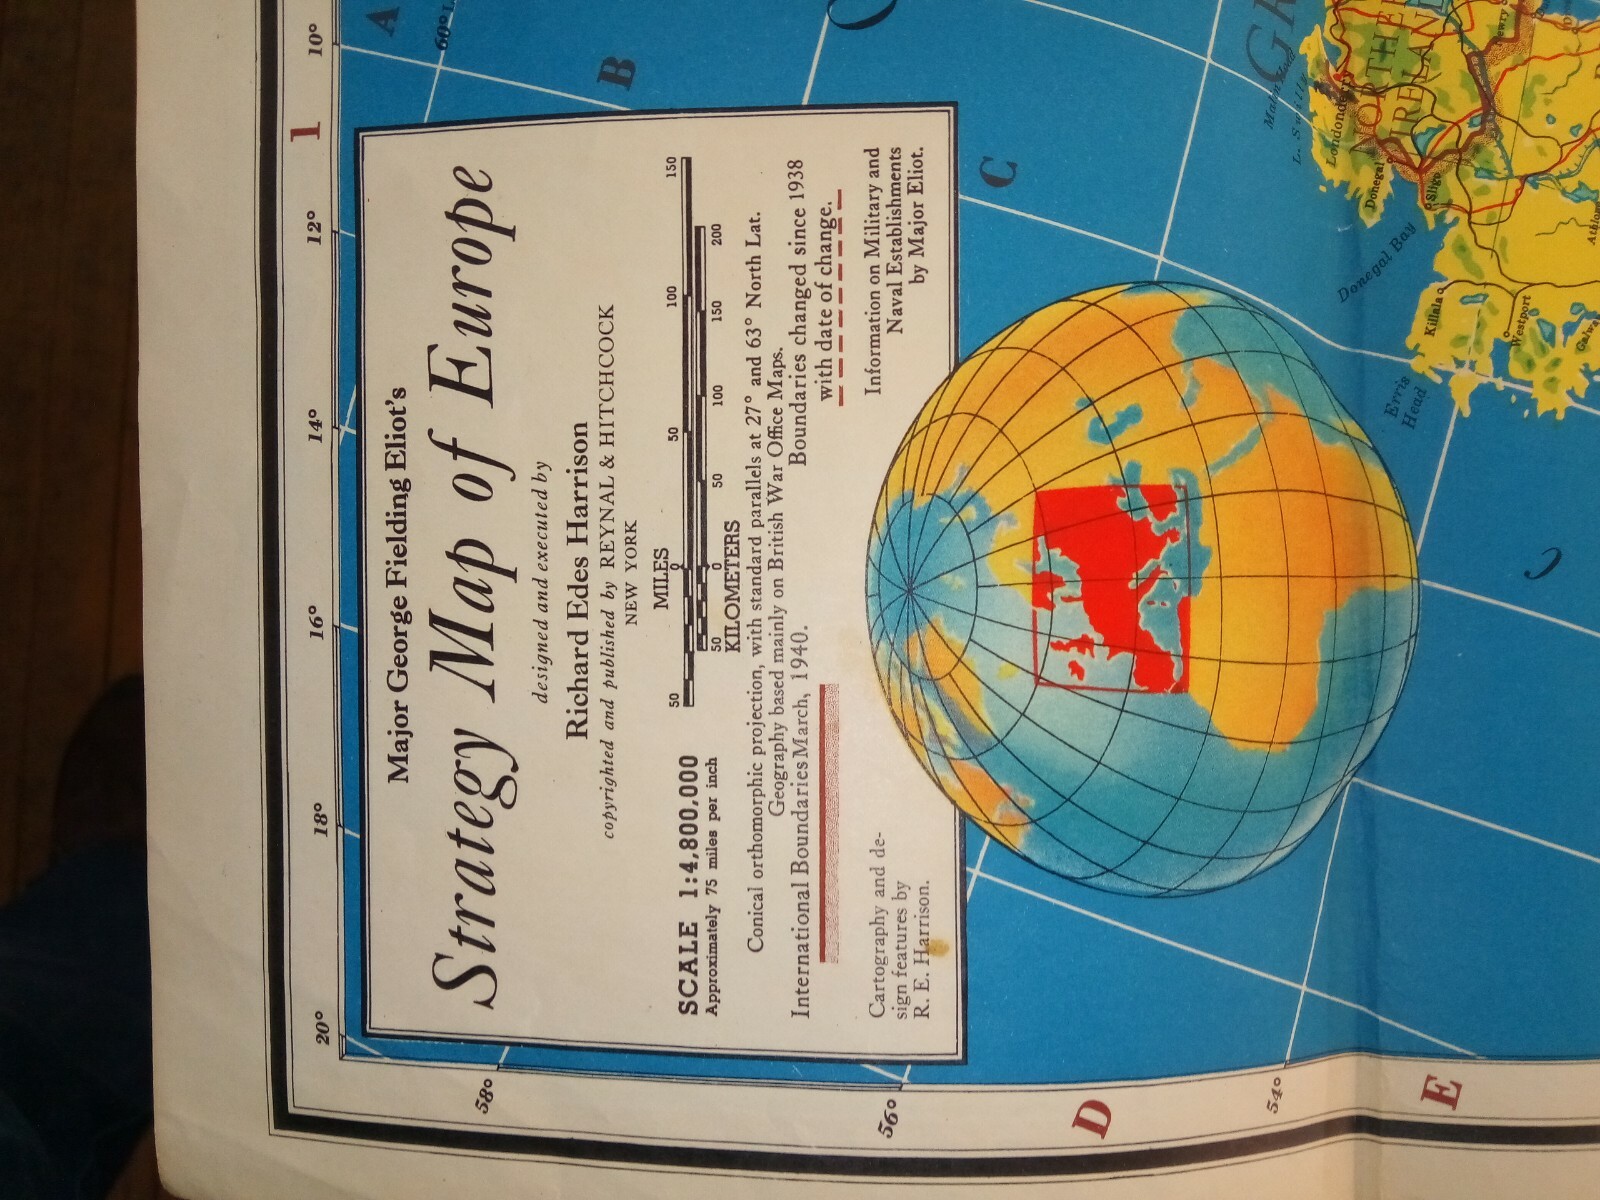 Major George Fielding Eliot's
Strategy Map of Europe
designed and executed by
Richard Edes Harrison
copyrighted and published by REYNAL & HITCHCOCK
NEW YORK
MILES
50 0 50 100 150
50 0 50 100 150 200
KILOMETERS
SCALE 1:4,800,000
Approximately 75 miles per inch
Conical orthomorphic projection, with standard parallels at 27° and 63° North Lat.
Geography based mainly on British War Office Maps.
International Boundaries March, 1940.
Boundaries changed since 1938
with date of change.
Cartography and de-
sign features by
R. E. Harrison.
Information on Military and
Naval Establishments
by Major Eliot.
20° 18° 16° 14° 12° 1 10°
A
60°
B
C
58°
56°
D
54°
E
C
GR
Malin Head
L. Swilly
Londonderry
NORTHERN
IRELAND
Donegal
Sligo
Donegal Bay
Killala
Westport
Erris
Head